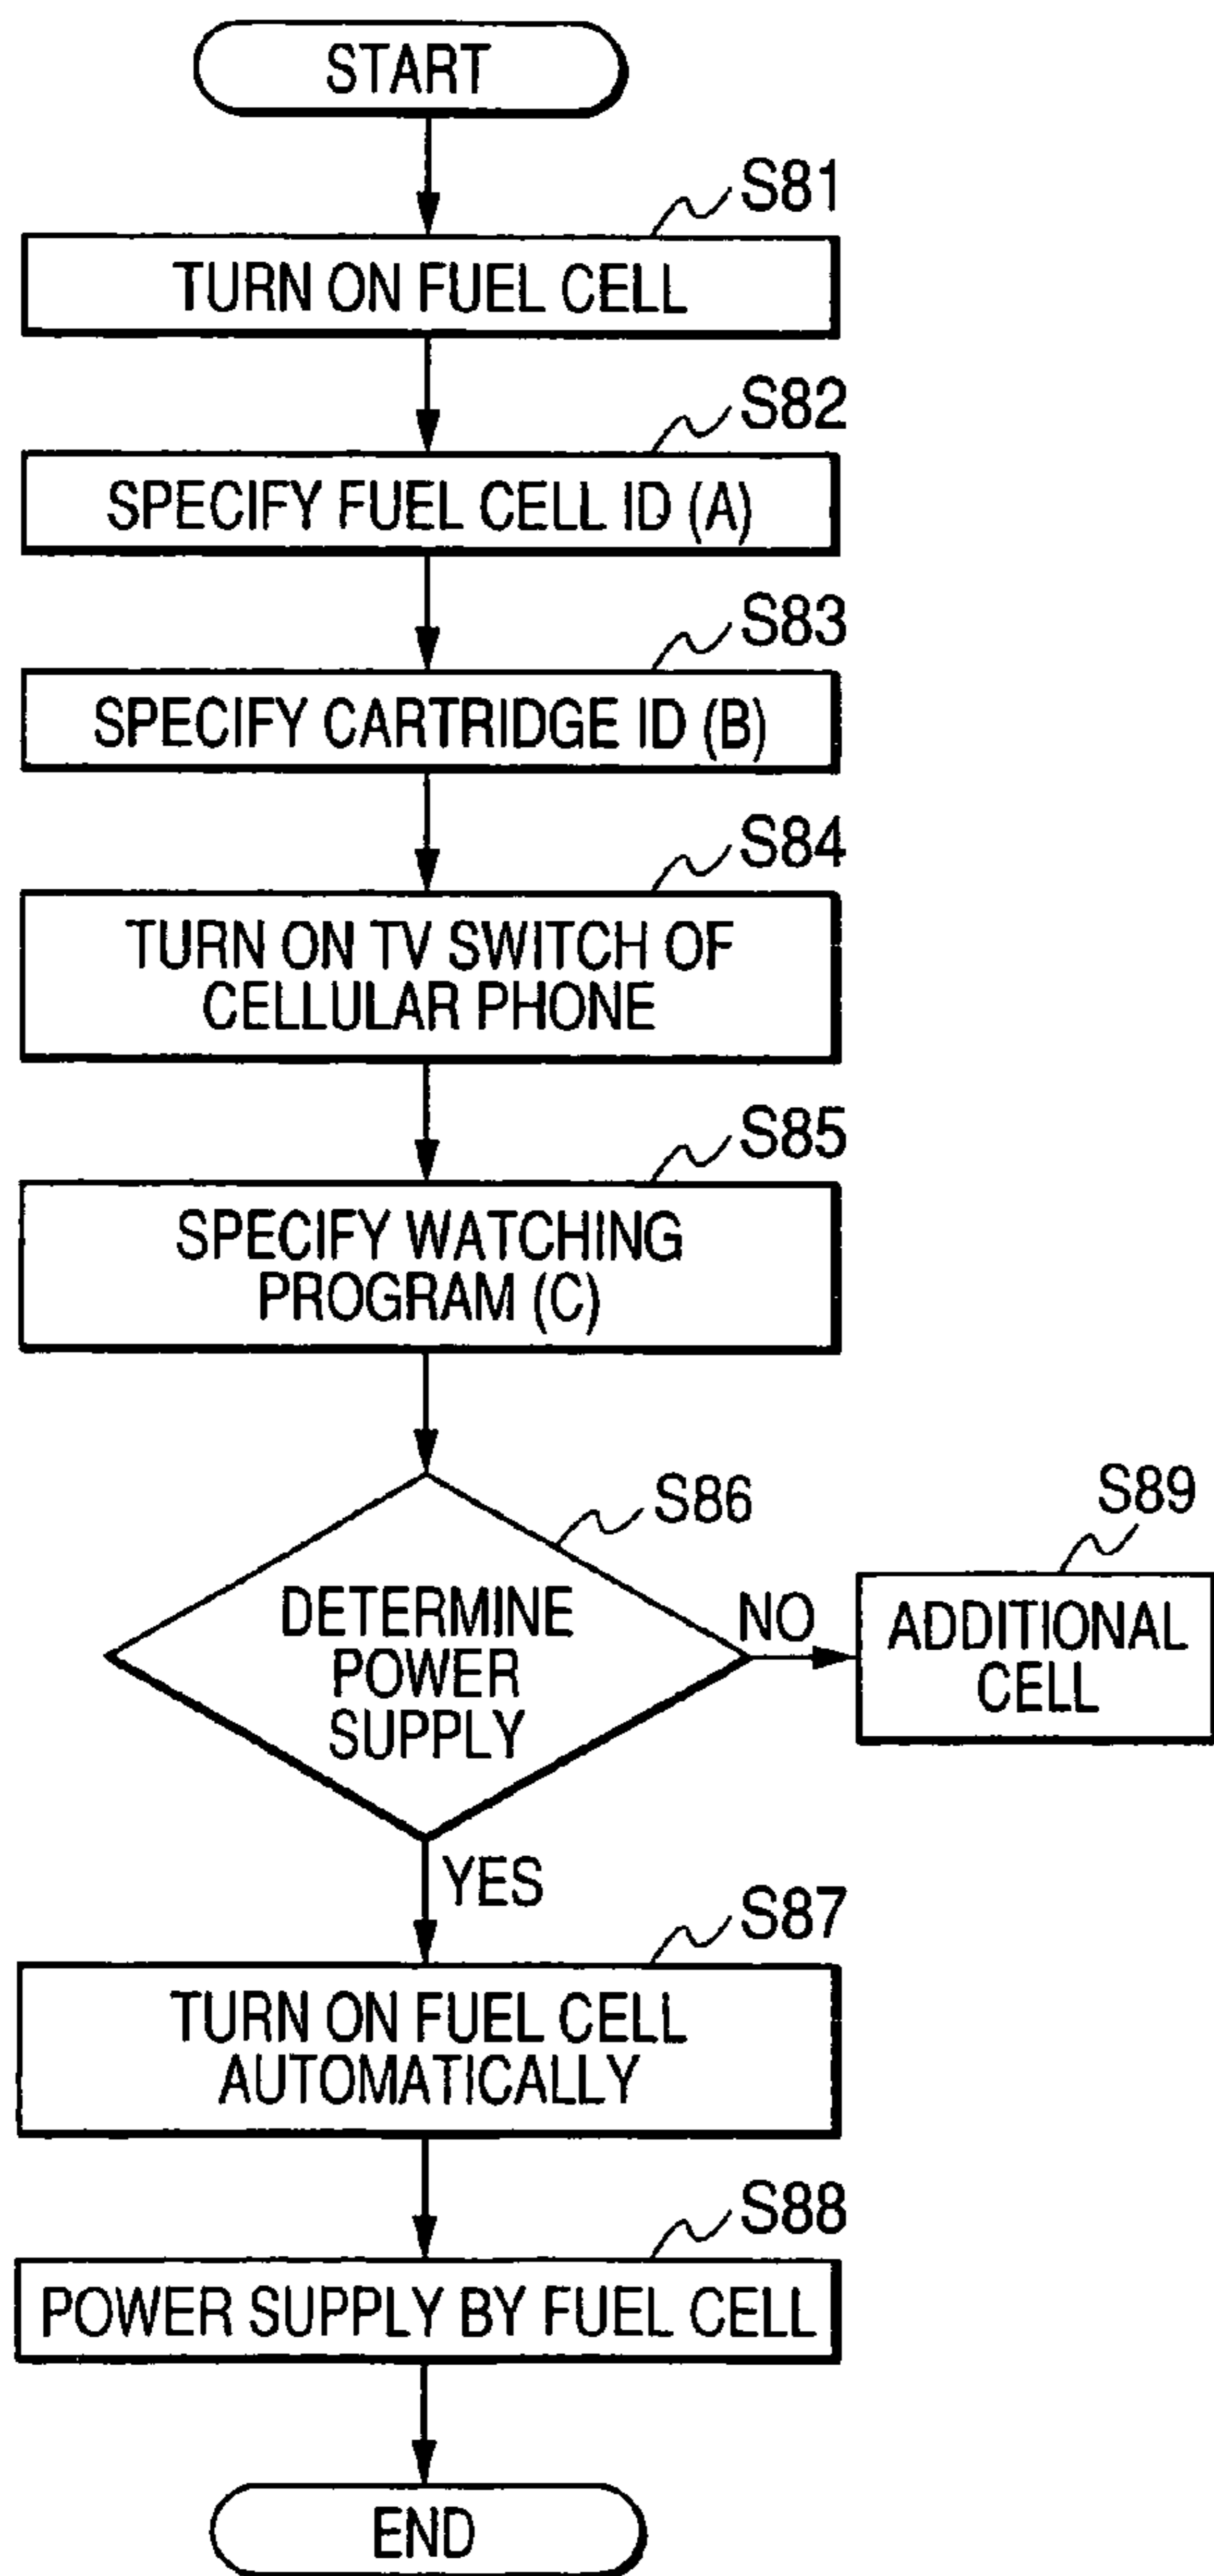 START
S81
TURN ON FUEL CELL
S82
SPECIFY FUEL CELL ID (A)
S83
SPECIFY CARTRIDGE ID (B)
S84
TURN ON TV SWITCH OF
CELLULAR PHONE
S85
SPECIFY WATCHING
PROGRAM (C)
S86
DETERMINE
POWER
SUPPLY
NO
S89
ADDITIONAL
CELL
YES
S87
TURN ON FUEL CELL
AUTOMATICALLY
S88
POWER SUPPLY BY FUEL CELL
END